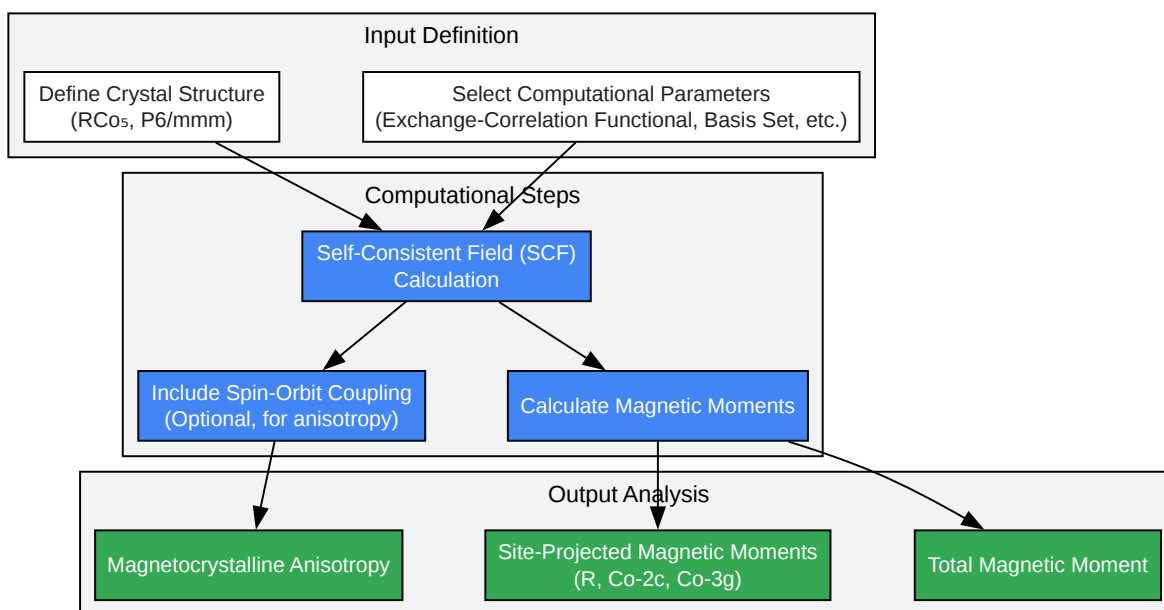 Input Definition
Define Crystal Structure
(RCo₅, P6/mmm)
Select Computational Parameters
(Exchange-Correlation Functional, Basis Set, etc.)
Computational Steps
Self-Consistent Field (SCF)
Calculation
Include Spin-Orbit Coupling
(Optional, for anisotropy)
Calculate Magnetic Moments
Output Analysis
Magnetocrystalline Anisotropy
Site-Projected Magnetic Moments
(R, Co-2c, Co-3g)
Total Magnetic Moment